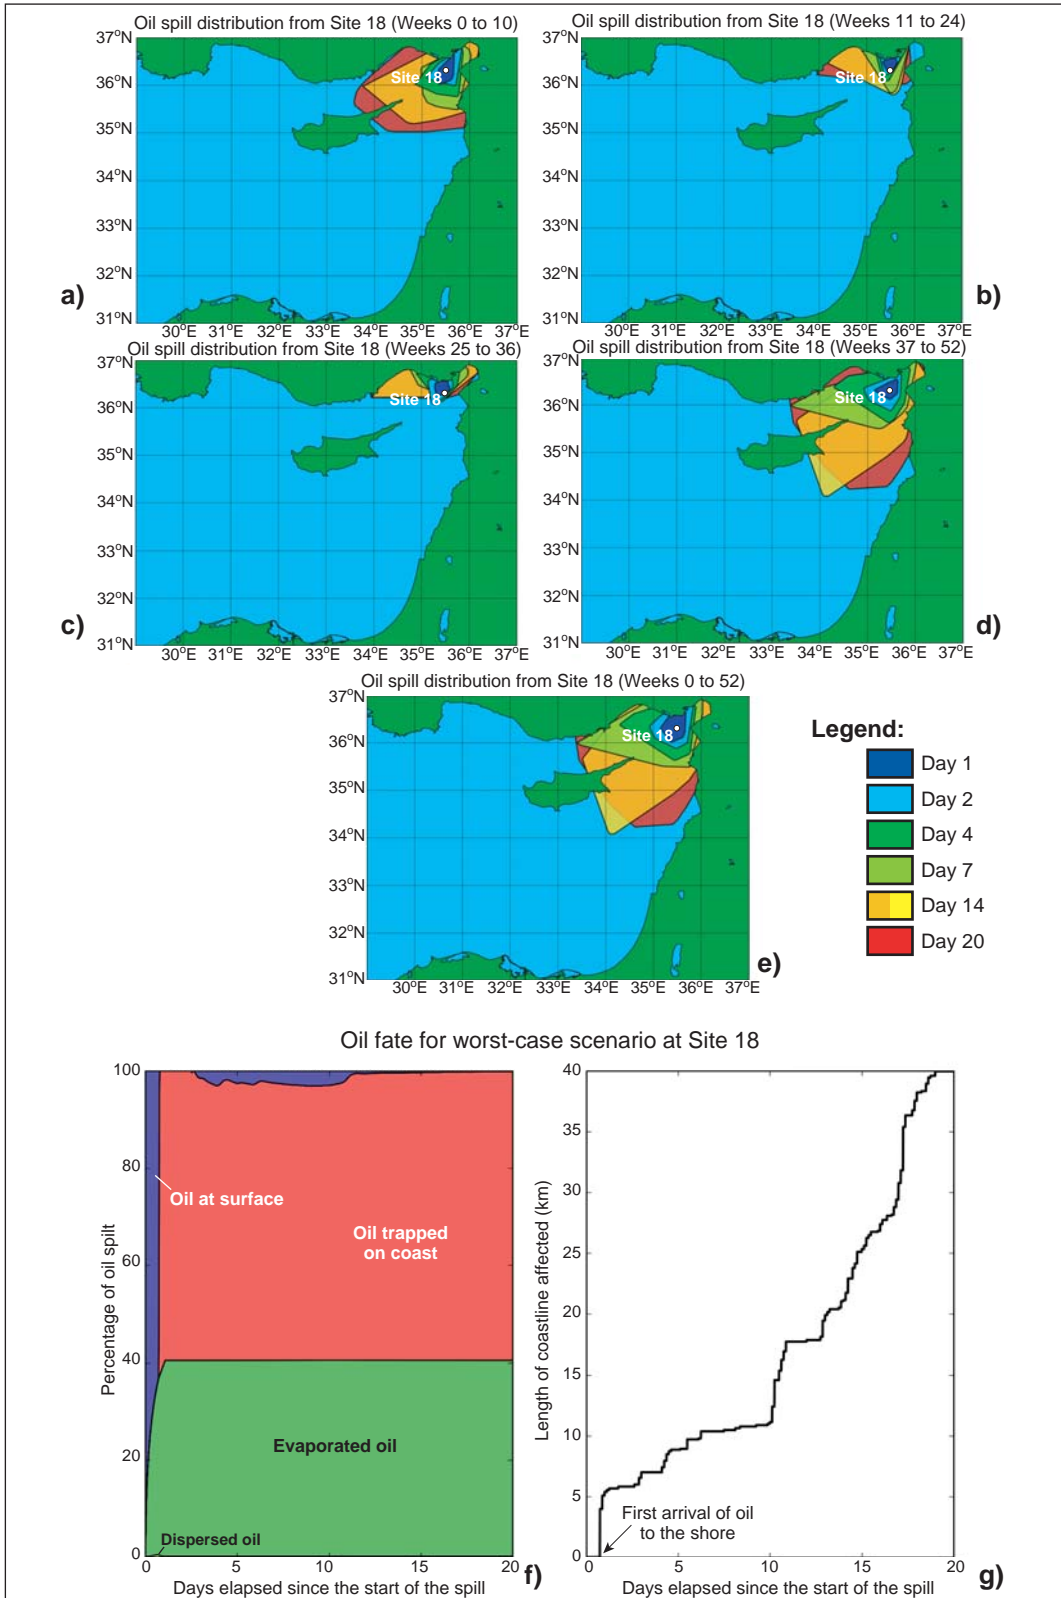 Oil spill distribution from Site 18 (Weeks 0 to 10)
37°N
36°N
35°N
34°N
33°N
32°N
31°N
Site 18
a)
30°E 31°E 32°E 33°E 34°E 35°E 36°E 37°E
Oil spill distribution from Site 18 (Weeks 11 to 24)
37°N
36°N
35°N
34°N
33°N
32°N
31°N
Site 18
b)
30°E 31°E 32°E 33°E 34°E 35°E 36°E 37°E
Oil spill distribution from Site 18 (Weeks 25 to 36)
37°N
36°N
35°N
34°N
33°N
32°N
31°N
Site 18
c)
30°E 31°E 32°E 33°E 34°E 35°E 36°E 37°E
Oil spill distribution from Site 18 (Weeks 37 to 52)
37°N
36°N
35°N
34°N
33°N
32°N
31°N
Site 18
d)
30°E 31°E 32°E 33°E 34°E 35°E 36°E 37°E
Oil spill distribution from Site 18 (Weeks 0 to 52)
37°N
36°N
35°N
34°N
33°N
32°N
31°N
Site 18
e)
30°E 31°E 32°E 33°E 34°E 35°E 36°E 37°E
Legend:
Day 1
Day 2
Day 4
Day 7
Day 14
Day 20
Oil fate for worst-case scenario at Site 18
Percentage of oil spilt
100
80
60
40
20
0
Oil at surface
Oil trapped
on coast
Evaporated oil
Dispersed oil
0 5 10 15 20
Days elapsed since the start of the spill
f)
Length of coastline affected (km)
40
35
30
25
20
15
10
5
0
First arrival of oil
to the shore
0 5 10 15 20
Days elapsed since the start of the spill
g)